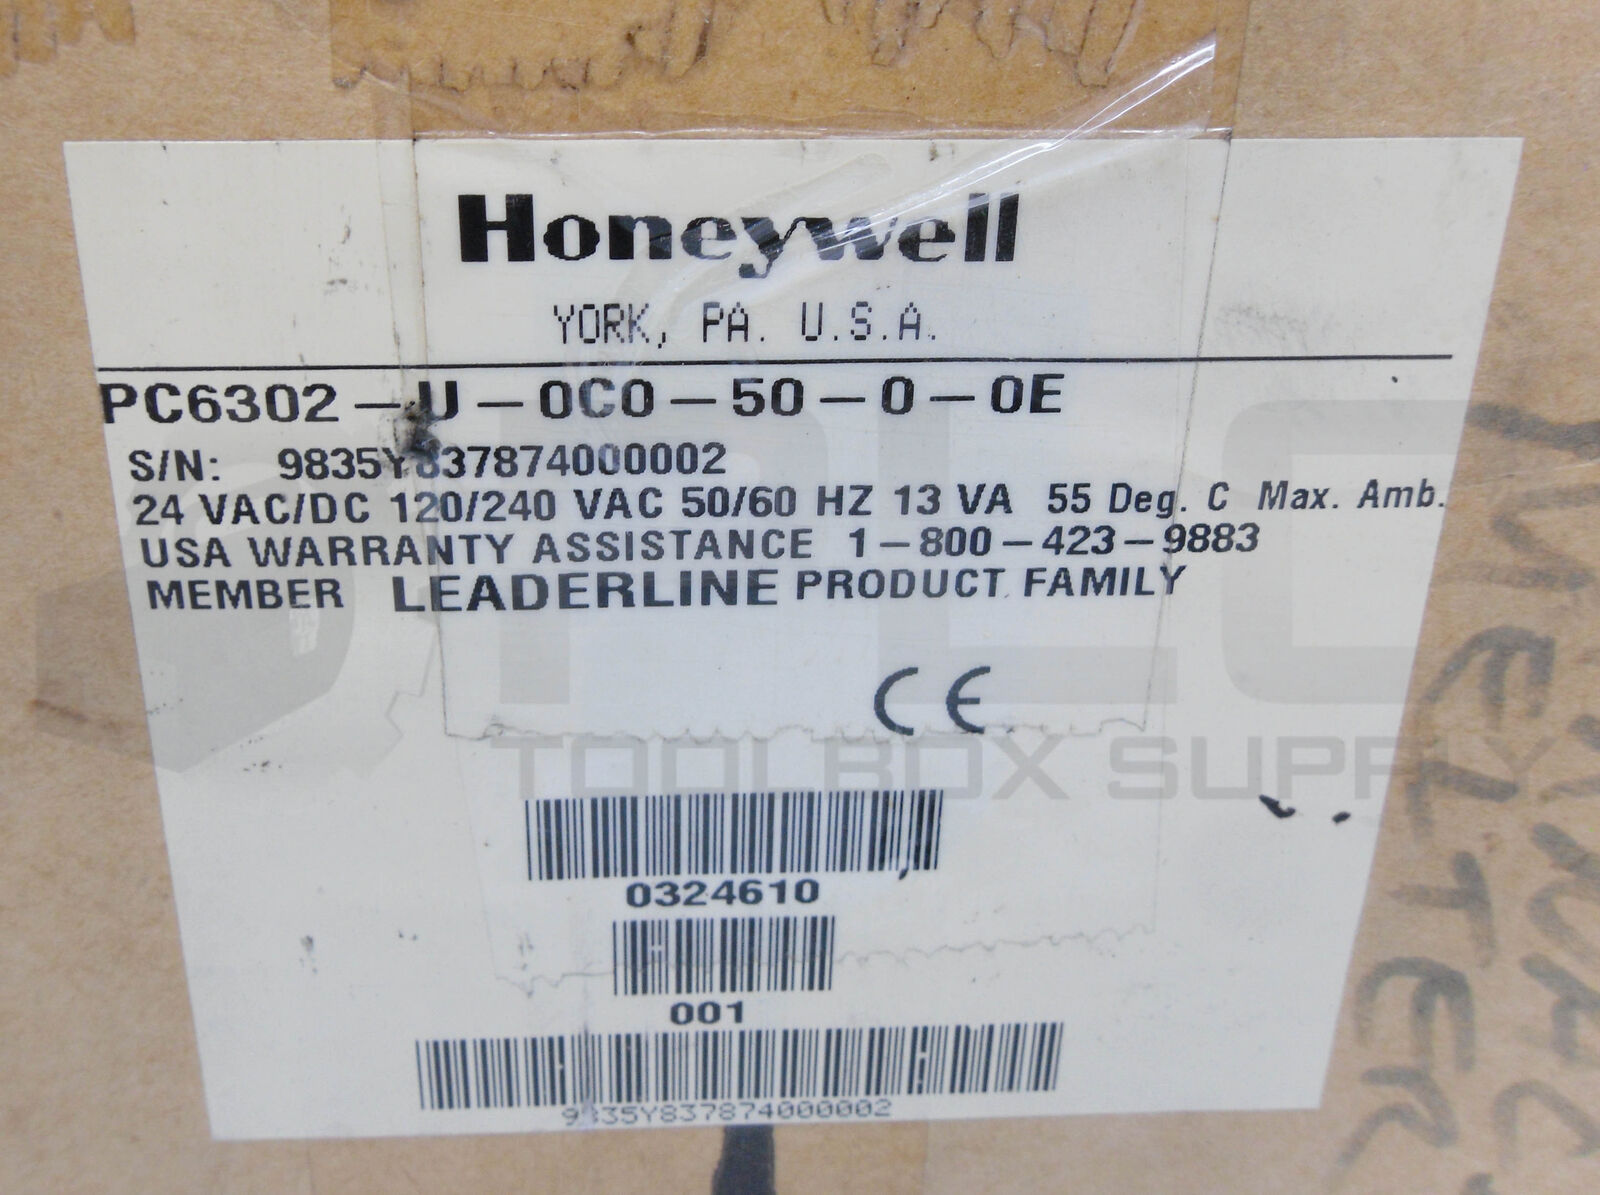 Honeywell
YORK, PA. U.S.A.
PC6302-U-0C0-50-0-0E
S/N: 9835Y837874000002
24 VAC/DC 120/240 VAC 50/60 HZ 13 VA 55 Deg. C Max. Amb.
USA WARRANTY ASSISTANCE 1-800-423-9883
MEMBER LEADERLINE PRODUCT FAMILY
CE
PLC
TOOLBOX SUPPLY
0324610
001
9835Y837874000002
MELTER